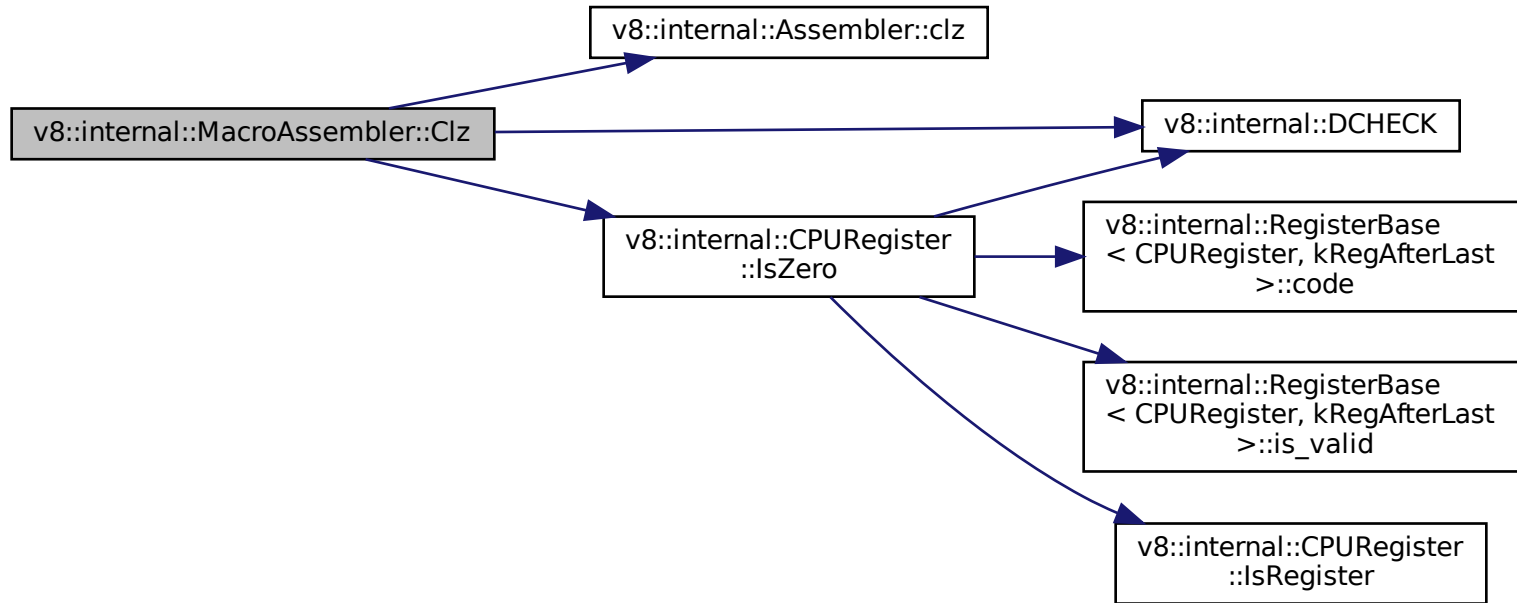 v8::internal::Assembler::clz
v8::internal::MacroAssembler::Clz
v8::internal::DCHECK
v8::internal::CPURegister
::IsZero
v8::internal::RegisterBase
< CPURegister, kRegAfterLast
>::code
v8::internal::RegisterBase
< CPURegister, kRegAfterLast
>::is_valid
v8::internal::CPURegister
::IsRegister